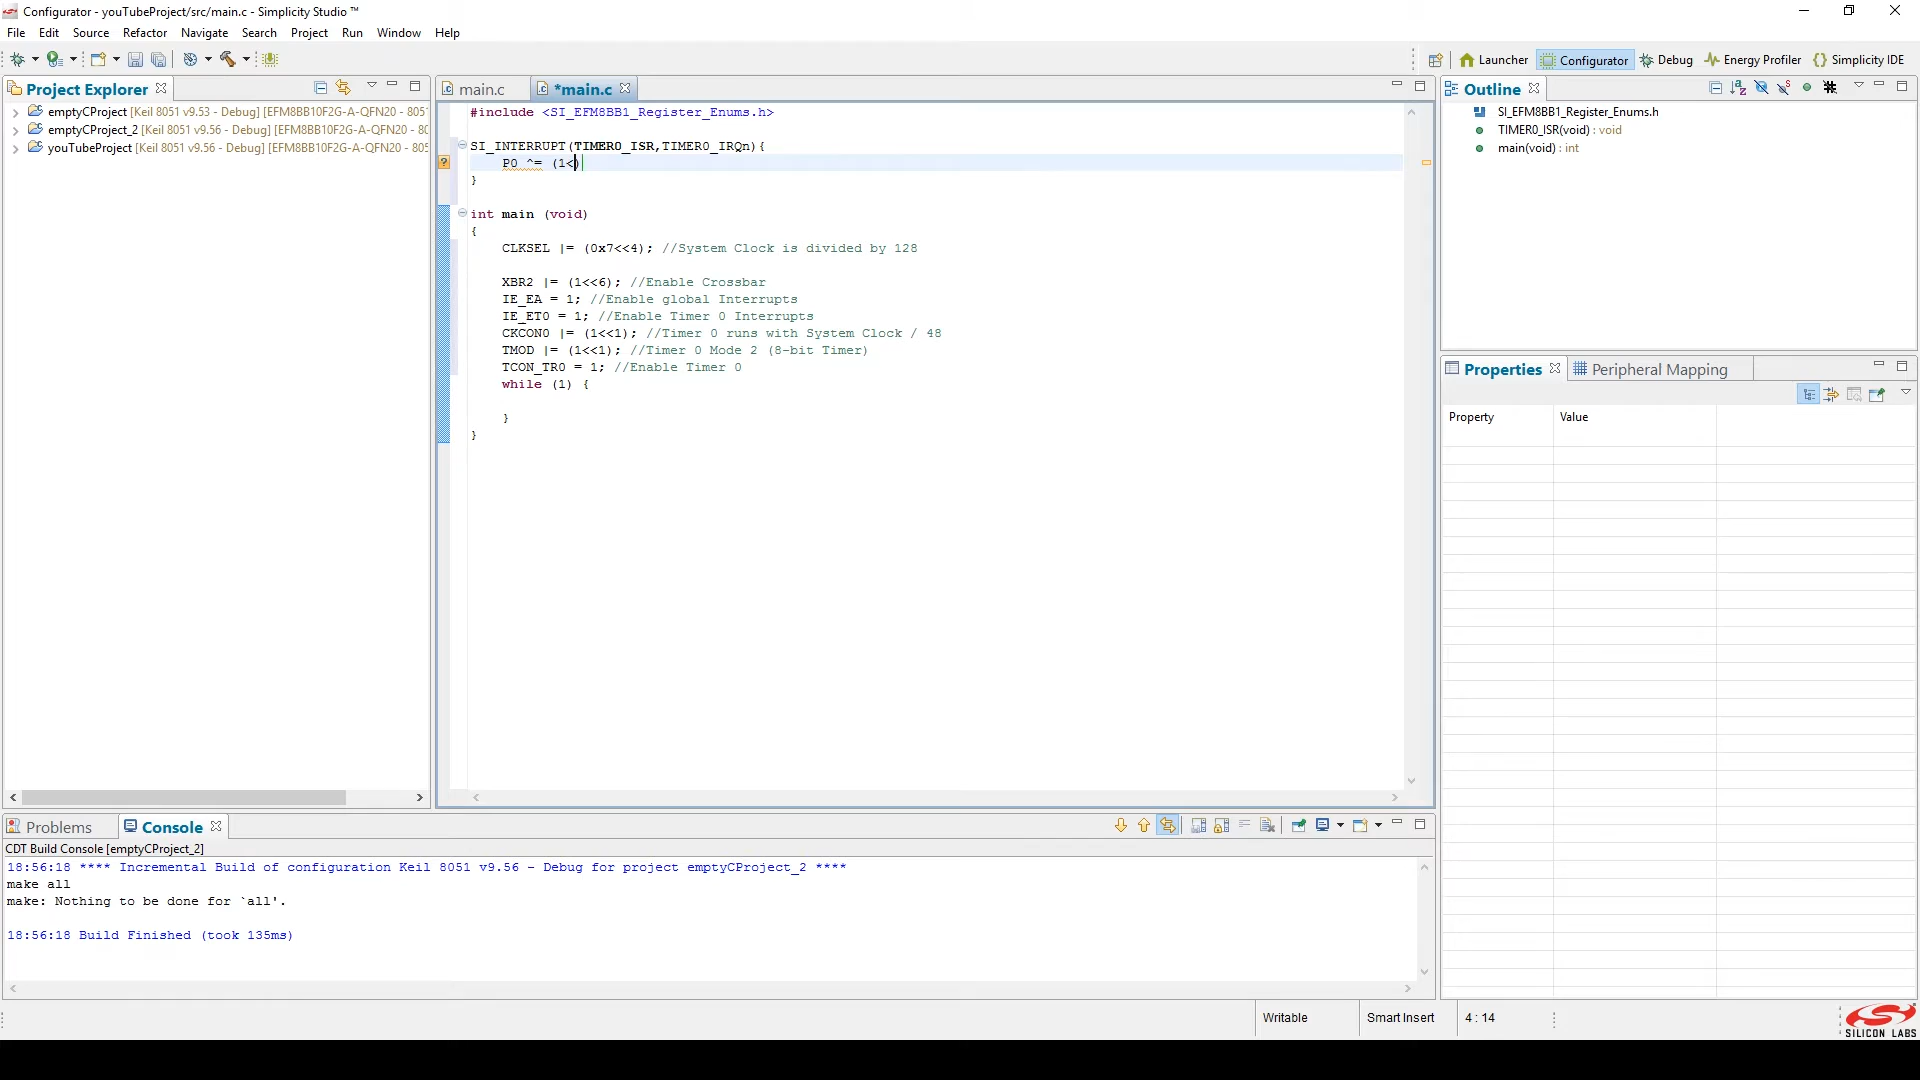 Configurator - youTubeProject/src/main.c - Simplicity Studio ™
File Edit Source Refactor Navigate Search Project Run Window Help
Launcher Configurator Debug Energy Profiler Simplicity IDE
Project Explorer
emptyCProject [Keil 8051 v9.53 - Debug] [EFM8BB10F2G-A-QFN20 - 805
emptyCProject_2 [Keil 8051 v9.56 - Debug] [EFM8BB10F2G-A-QFN20 - 80
youTubeProject [Keil 8051 v9.56 - Debug] [EFM8BB10F2G-A-QFN20 - 805
main.c *main.c
#include <SI_EFM8BB1_Register_Enums.h>
SI_INTERRUPT(TIMER0_ISR,TIMER0_IRQn){
P0 ^= (1<)
}
int main (void)
{
CLKSEL |= (0x7<<4); //System Clock is divided by 128
XBR2 |= (1<<6); //Enable Crossbar
IE_EA = 1; //Enable global Interrupts
IE_ET0 = 1; //Enable Timer 0 Interrupts
CKCON0 |= (1<<1); //Timer 0 runs with System Clock / 48
TMOD |= (1<<1); //Timer 0 Mode 2 (8-bit Timer)
TCON_TR0 = 1; //Enable Timer 0
while (1) {
}
}
Outline
SI_EFM8BB1_Register_Enums.h
TIMER0_ISR(void) : void
main(void) : int
Properties Peripheral Mapping
Property Value
Problems Console
CDT Build Console [emptyCProject_2]
18:56:18 **** Incremental Build of configuration Keil 8051 v9.56 - Debug for project emptyCProject_2 ****
make all
make: Nothing to be done for `all'.
18:56:18 Build Finished (took 135ms)
Writable Smart Insert 4 : 14
SILICON LABS